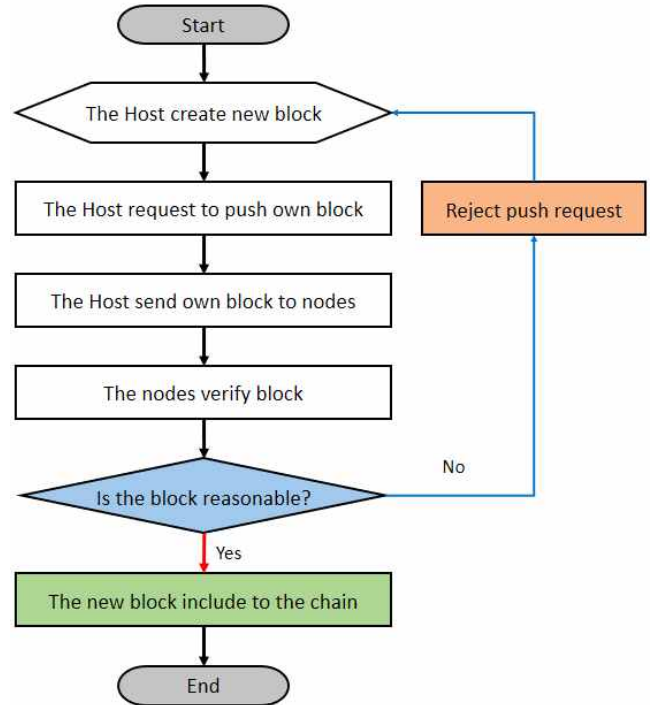 Start
The Host create new block
The Host request to push own block
Reject push request
The Host send own block to nodes
The nodes verify block
Is the block reasonable?
No
Yes
The new block include to the chain
End